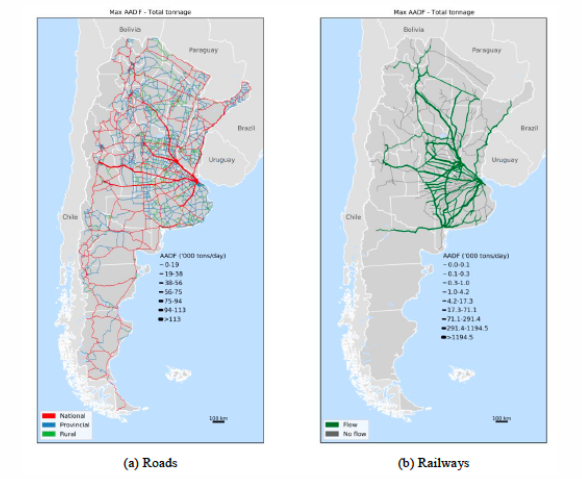 Max AADF - Total tonnage
Bolivia
Paraguay
Brazil
Uruguay
Chile
AADF ('000 tons/day)
0-19
19-38
38-56
56-75
75-94
94-113
>113
National
Provincial
Rural
100 km
(a) Roads
Max AADF - Total tonnage
Bolivia
Paraguay
Brazil
Uruguay
Chile
AADF ('000 tons/day)
0.0-0.1
0.1-0.3
0.3-1.0
1.0-4.2
4.2-17.3
17.3-71.1
71.1-291.4
291.4-1194.5
>1194.5
Flow
No flow
100 km
(b) Railways